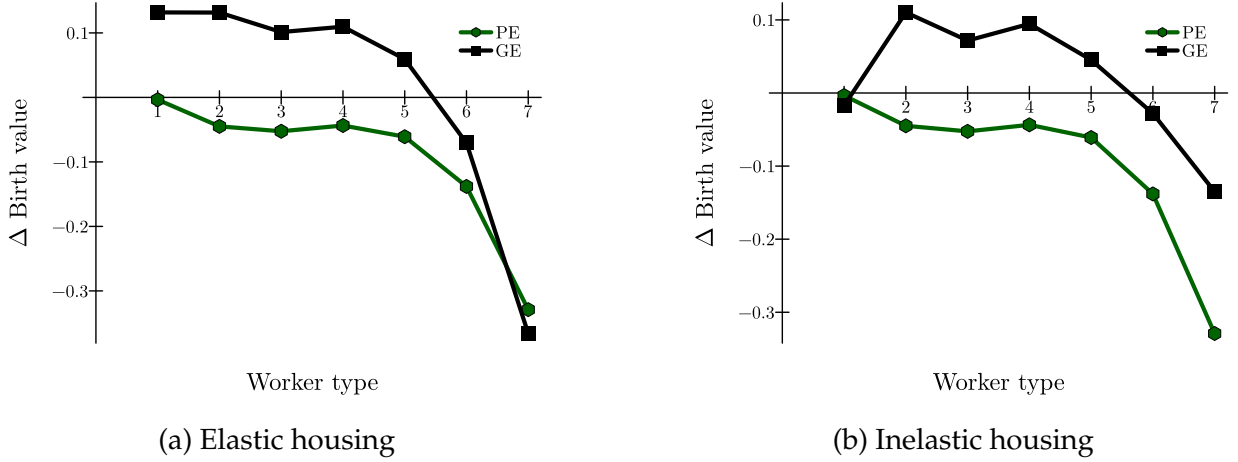 0.1
−0.1
−0.2
−0.3
1 2 3 4 5 6 7
PE
GE
Δ Birth value
Worker type
(a) Elastic housing
0.1
−0.1
−0.2
−0.3
2 3 4 5 6 7
PE
GE
Δ Birth value
Worker type
(b) Inelastic housing